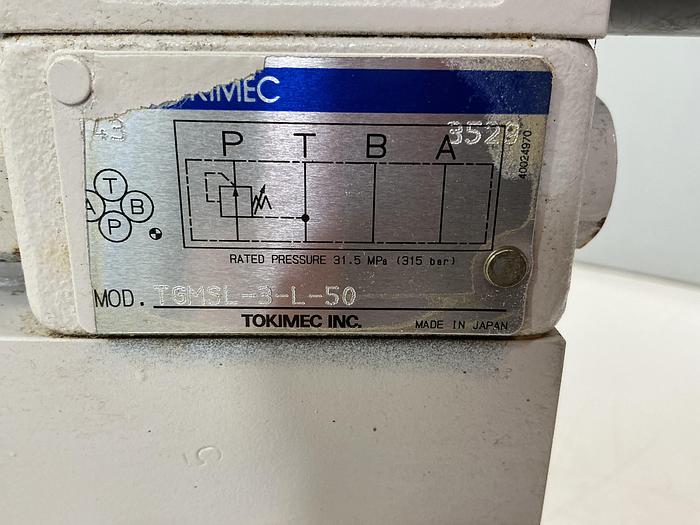 KIMEC
43
3529
P T B A
40024970
T
A B
P
RATED PRESSURE 31.5 MPa (315 bar)
MOD. TGMSL-3-L-50
TOKIMEC INC. MADE IN JAPAN